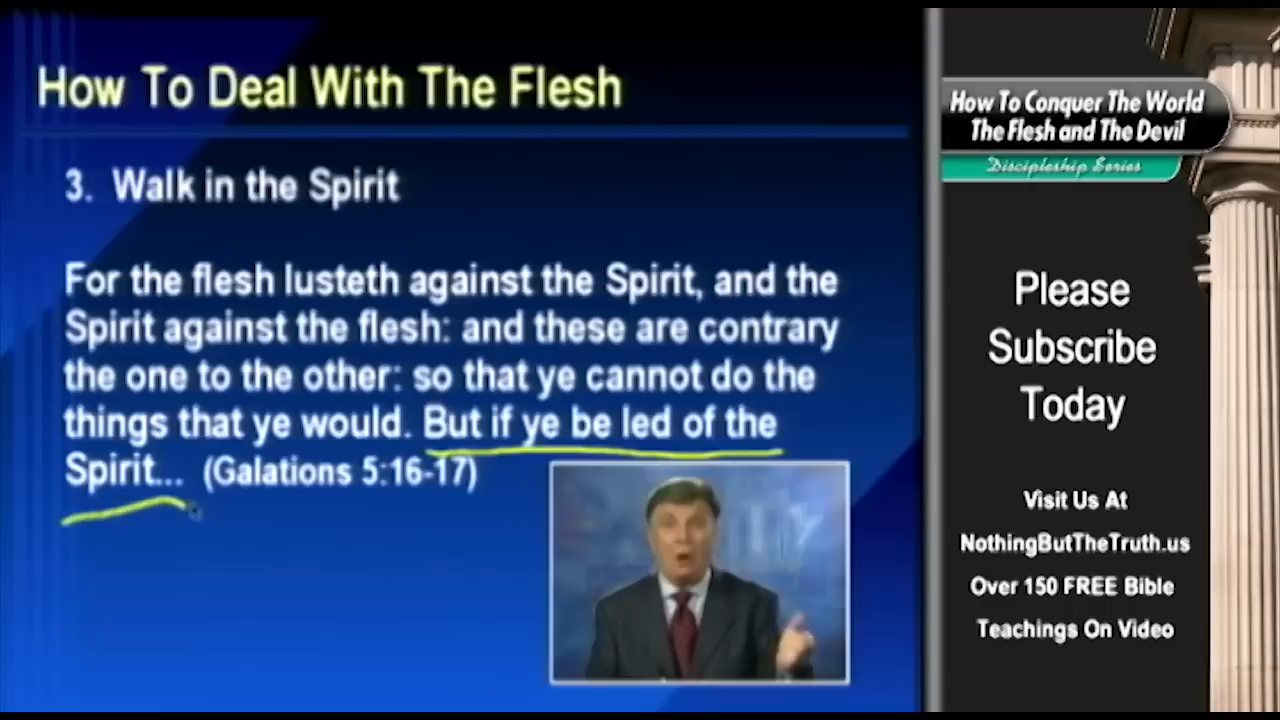 How To Deal With The Flesh
3. Walk in the Spirit
For the flesh lusteth against the Spirit, and the
Spirit against the flesh: and these are contrary
the one to the other: so that ye cannot do the
things that ye would. But if ye be led of the
Spirit... (Galations 5:16-17)
How To Conquer The World
The Flesh and The Devil
Discipleship Series
Please
Subscribe
Today
Visit Us At
NothingButTheTruth.us
Over 150 FREE Bible
Teachings On Video